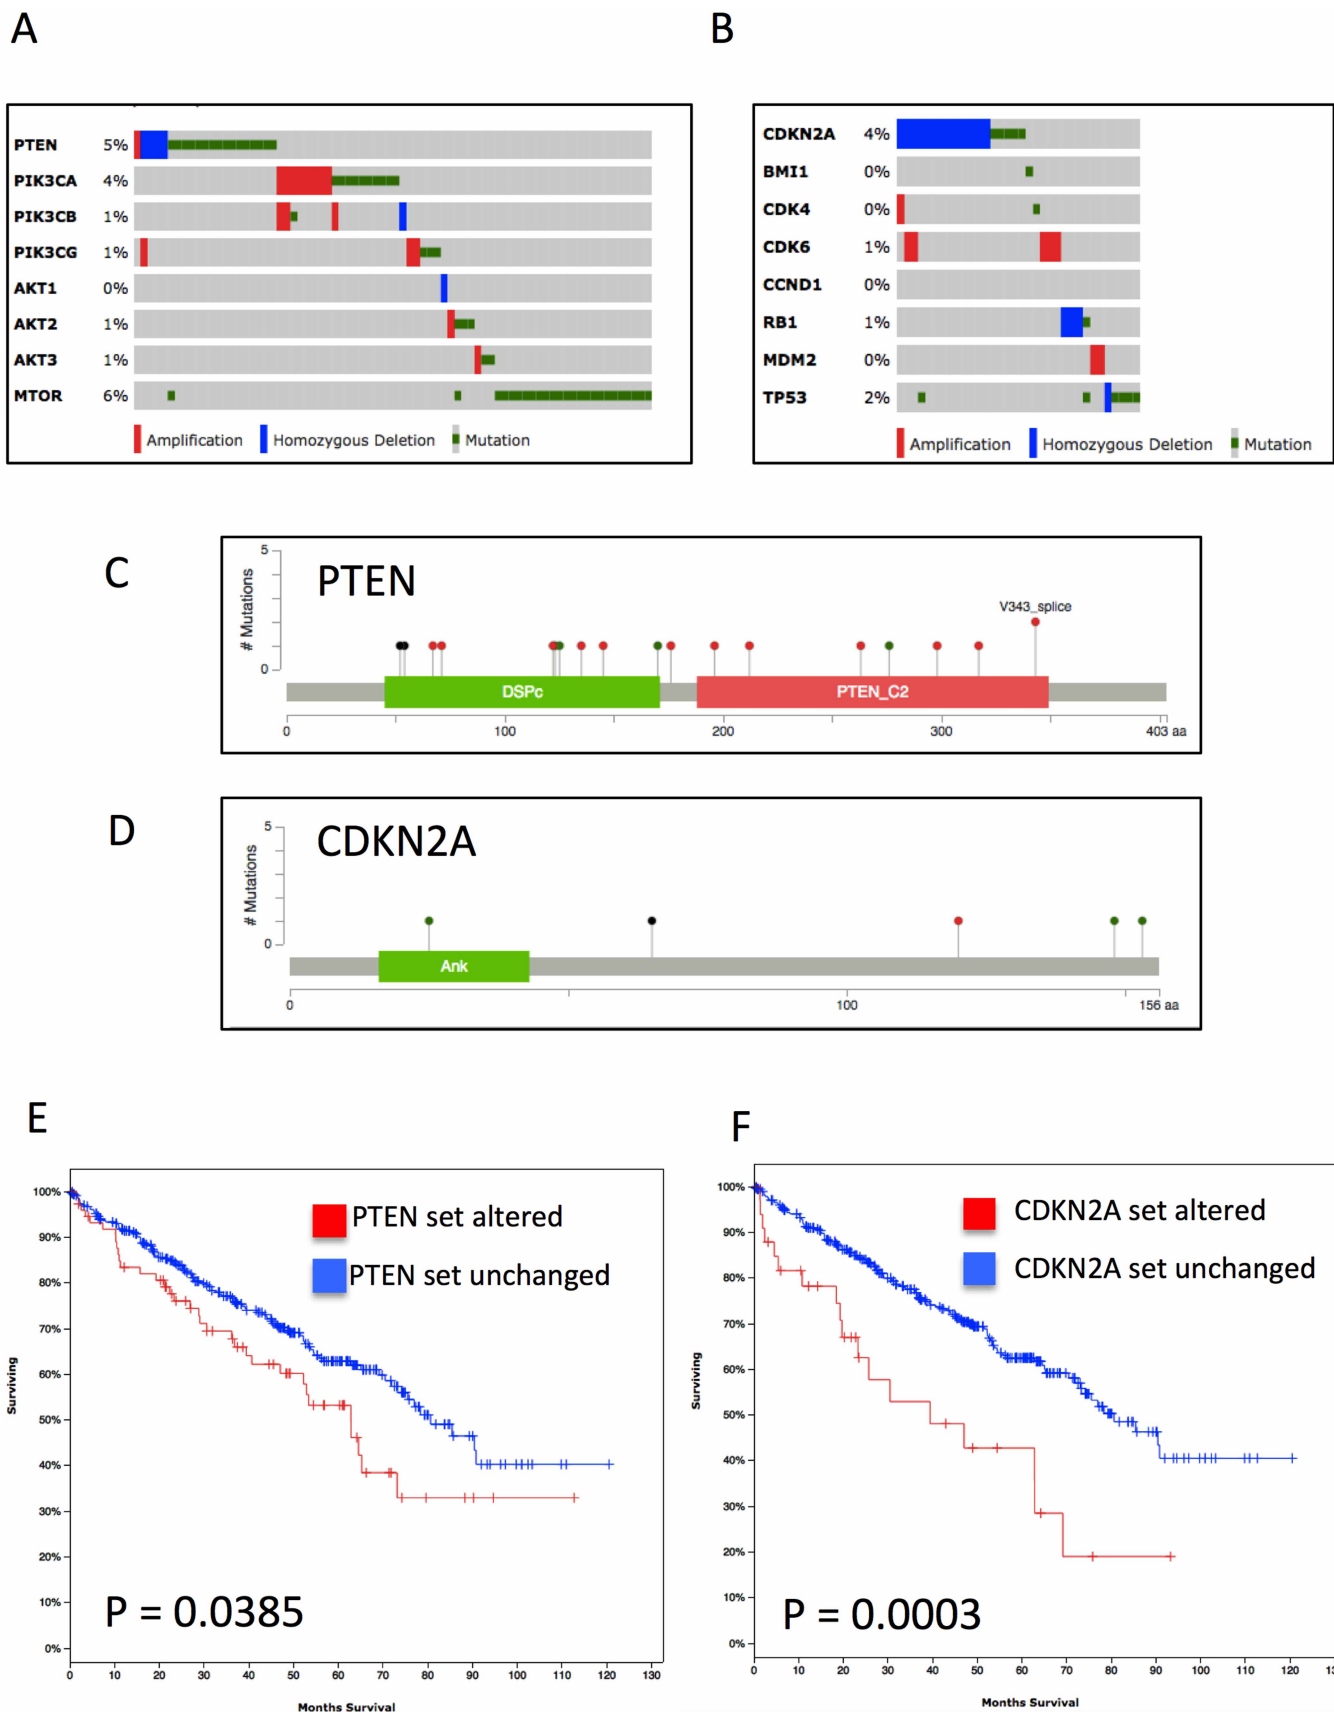 A
B
PTEN 5%
PIK3CA 4%
PIK3CB 1%
PIK3CG 1%
AKT1 0%
AKT2 1%
AKT3 1%
MTOR 6%
Amplification Homozygous Deletion Mutation
CDKN2A 4%
BMI1 0%
CDK4 0%
CDK6 1%
CCND1 0%
RB1 1%
MDM2 0%
TP53 2%
Amplification Homozygous Deletion Mutation
C
PTEN
# Mutations
5
0
V343_splice
DSPc PTEN_C2
0 100 200 300 403 aa
D
CDKN2A
# Mutations
5
0
Ank
0 100 156 aa
E
PTEN set altered
PTEN set unchanged
Surviving
100%
90%
80%
70%
60%
50%
40%
30%
20%
10%
0%
P = 0.0385
0 10 20 30 40 50 60 70 80 90 100 110 120 130
Months Survival
F
CDKN2A set altered
CDKN2A set unchanged
Surviving
100%
90%
80%
70%
60%
50%
40%
30%
20%
10%
0%
P = 0.0003
0 10 20 30 40 50 60 70 80 90 100 110 120
Months Survival